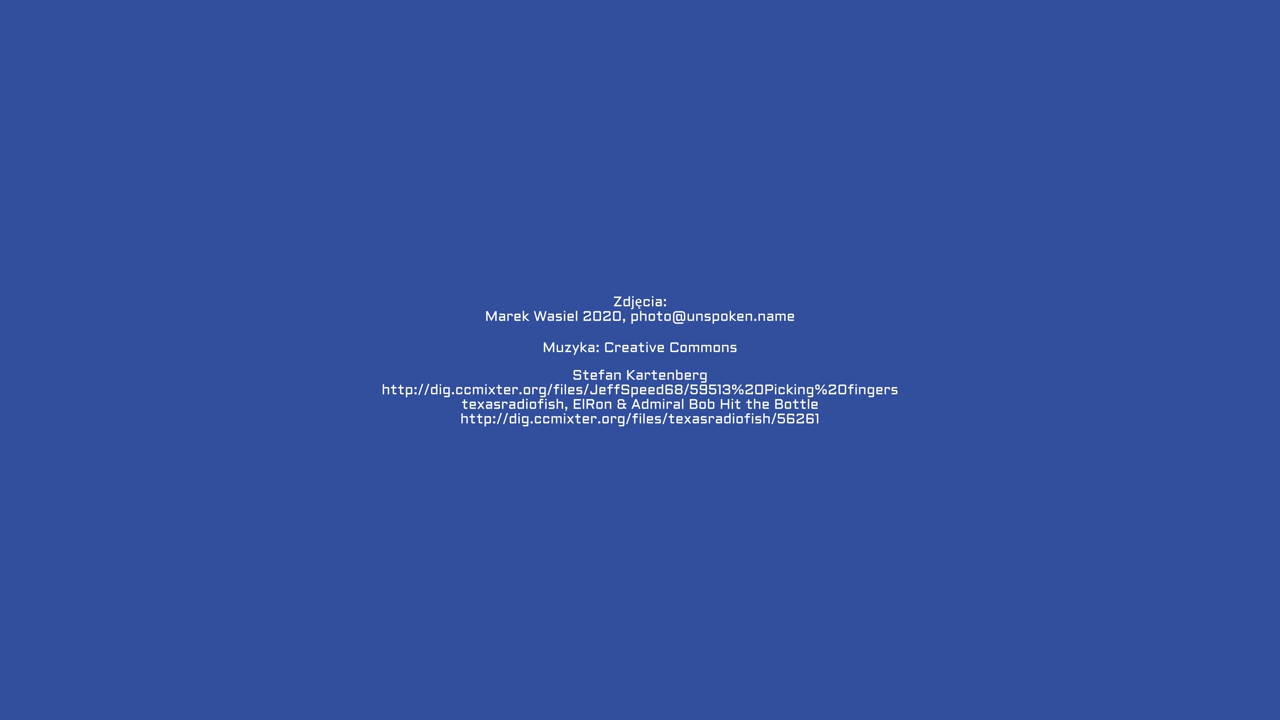 Zdjęcia:
Marek Wasiel 2020, photo@unspoken.name
Muzyka: Creative Commons
Stefan Kartenberg
http://dig.ccmixter.org/files/JeffSpeed68/59513%20Picking%20fingers
texasradiofish, ElRon & Admiral Bob Hit the Bottle
http://dig.ccmixter.org/files/texasradiofish/56261